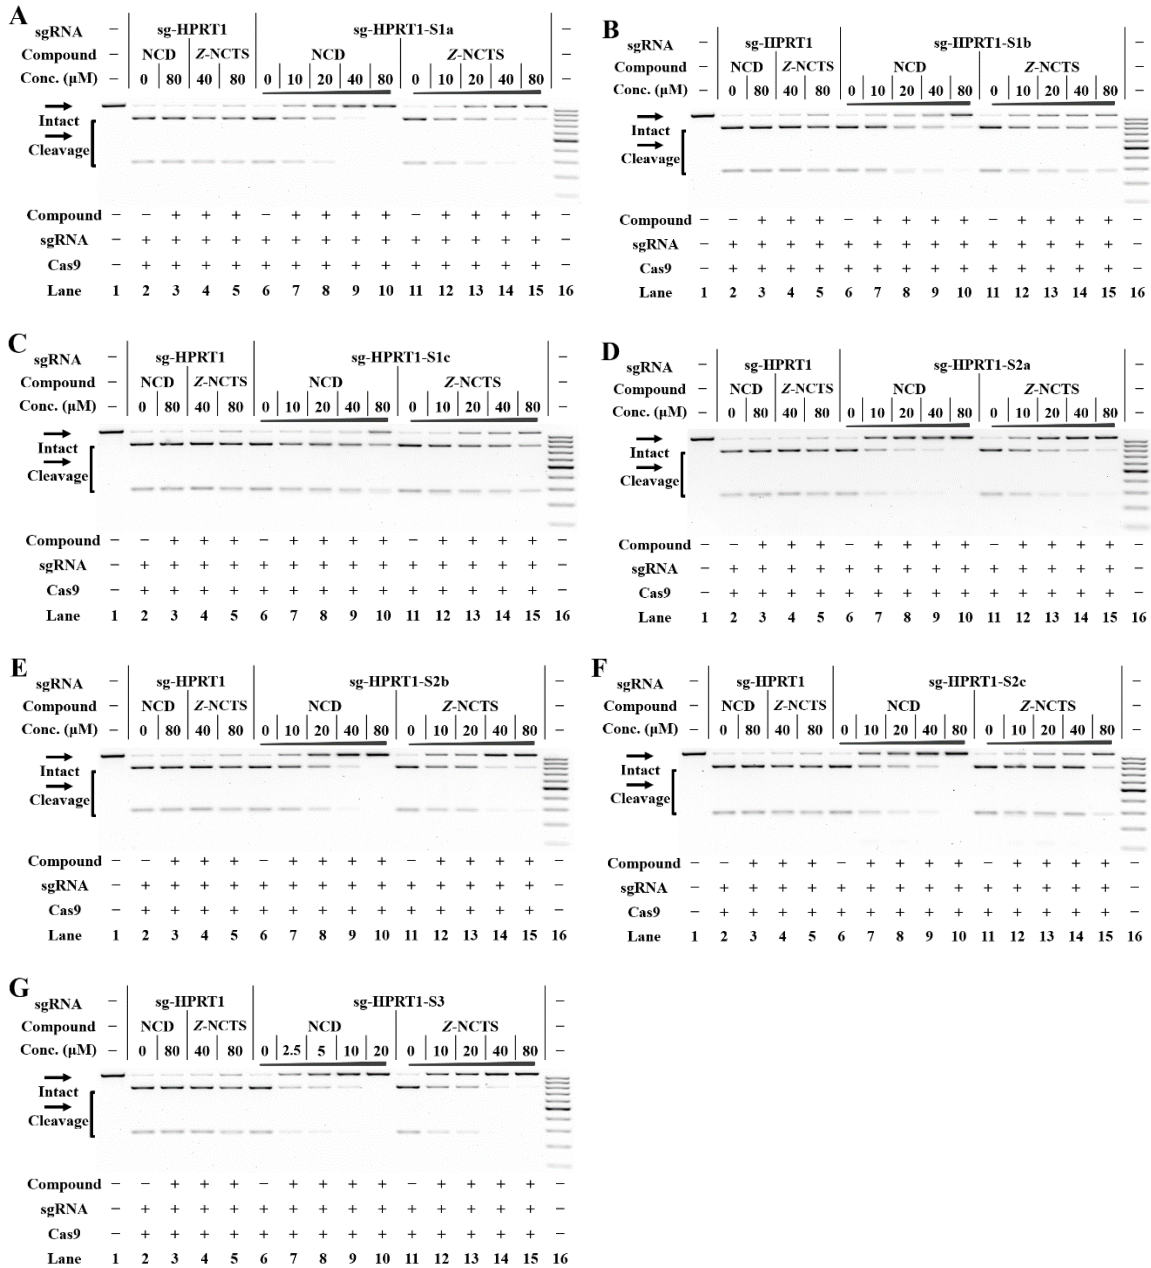 A
sgRNA – sg-HPRT1 sg-HPRT1-S1a –
Compound – NCD Z-NCTS NCD Z-NCTS –
Conc. (μM) – 0 80 40 80 0 10 20 40 80 0 10 20 40 80 –
Intact
Cleavage
Compound – – + + + – + + + + – + + + + –
sgRNA – + + + + + + + + + + + + + + –
Cas9 – + + + + + + + + + + + + + + –
Lane 1 2 3 4 5 6 7 8 9 10 11 12 13 14 15 16
B
sgRNA – sg-HPRT1 sg-HPRT1-S1b –
Compound – NCD Z-NCTS NCD Z-NCTS –
Conc. (μM) – 0 80 40 80 0 10 20 40 80 0 10 20 40 80 –
Intact
Cleavage
Compound – – + + + – + + + + – + + + + –
sgRNA – + + + + + + + + + + + + + + –
Cas9 – + + + + + + + + + + + + + + –
Lane 1 2 3 4 5 6 7 8 9 10 11 12 13 14 15 16
C
sgRNA – sg-HPRT1 sg-HPRT1-S1c –
Compound – NCD Z-NCTS NCD Z-NCTS –
Conc. (μM) – 0 80 40 80 0 10 20 40 80 0 10 20 40 80 –
Intact
Cleavage
Compound – – + + + – + + + + – + + + + –
sgRNA – + + + + + + + + + + + + + + –
Cas9 – + + + + + + + + + + + + + + –
Lane 1 2 3 4 5 6 7 8 9 10 11 12 13 14 15 16
D
sgRNA – sg-HPRT1 sg-HPRT1-S2a –
Compound – NCD Z-NCTS NCD Z-NCTS –
Conc. (μM) – 0 80 40 80 0 10 20 40 80 0 10 20 40 80 –
Intact
Cleavage
Compound – – + + + – + + + + – + + + + –
sgRNA – + + + + + + + + + + + + + + –
Cas9 – + + + + + + + + + + + + + + –
Lane 1 2 3 4 5 6 7 8 9 10 11 12 13 14 15 16
E
sgRNA – sg-HPRT1 sg-HPRT1-S2b –
Compound – NCD Z-NCTS NCD Z-NCTS –
Conc. (μM) – 0 80 40 80 0 10 20 40 80 0 10 20 40 80 –
Intact
Cleavage
Compound – – + + + – + + + + – + + + + –
sgRNA – + + + + + + + + + + + + + + –
Cas9 – + + + + + + + + + + + + + + –
Lane 1 2 3 4 5 6 7 8 9 10 11 12 13 14 15 16
F
sgRNA – sg-HPRT1 sg-HPRT1-S2c –
Compound – NCD Z-NCTS NCD Z-NCTS –
Conc. (μM) – 0 80 40 80 0 10 20 40 80 0 10 20 40 80 –
Intact
Cleavage
Compound – – + + + – + + + + – + + + + –
sgRNA – + + + + + + + + + + + + + + –
Cas9 – + + + + + + + + + + + + + + –
Lane 1 2 3 4 5 6 7 8 9 10 11 12 13 14 15 16
G
sgRNA – sg-HPRT1 sg-HPRT1-S3 –
Compound – NCD Z-NCTS NCD Z-NCTS –
Conc. (μM) – 0 80 40 80 0 2.5 5 10 20 0 10 20 40 80 –
Intact
Cleavage
Compound – – + + + – + + + + – + + + + –
sgRNA – + + + + + + + + + + + + + + –
Cas9 – + + + + + + + + + + + + + + –
Lane 1 2 3 4 5 6 7 8 9 10 11 12 13 14 15 16